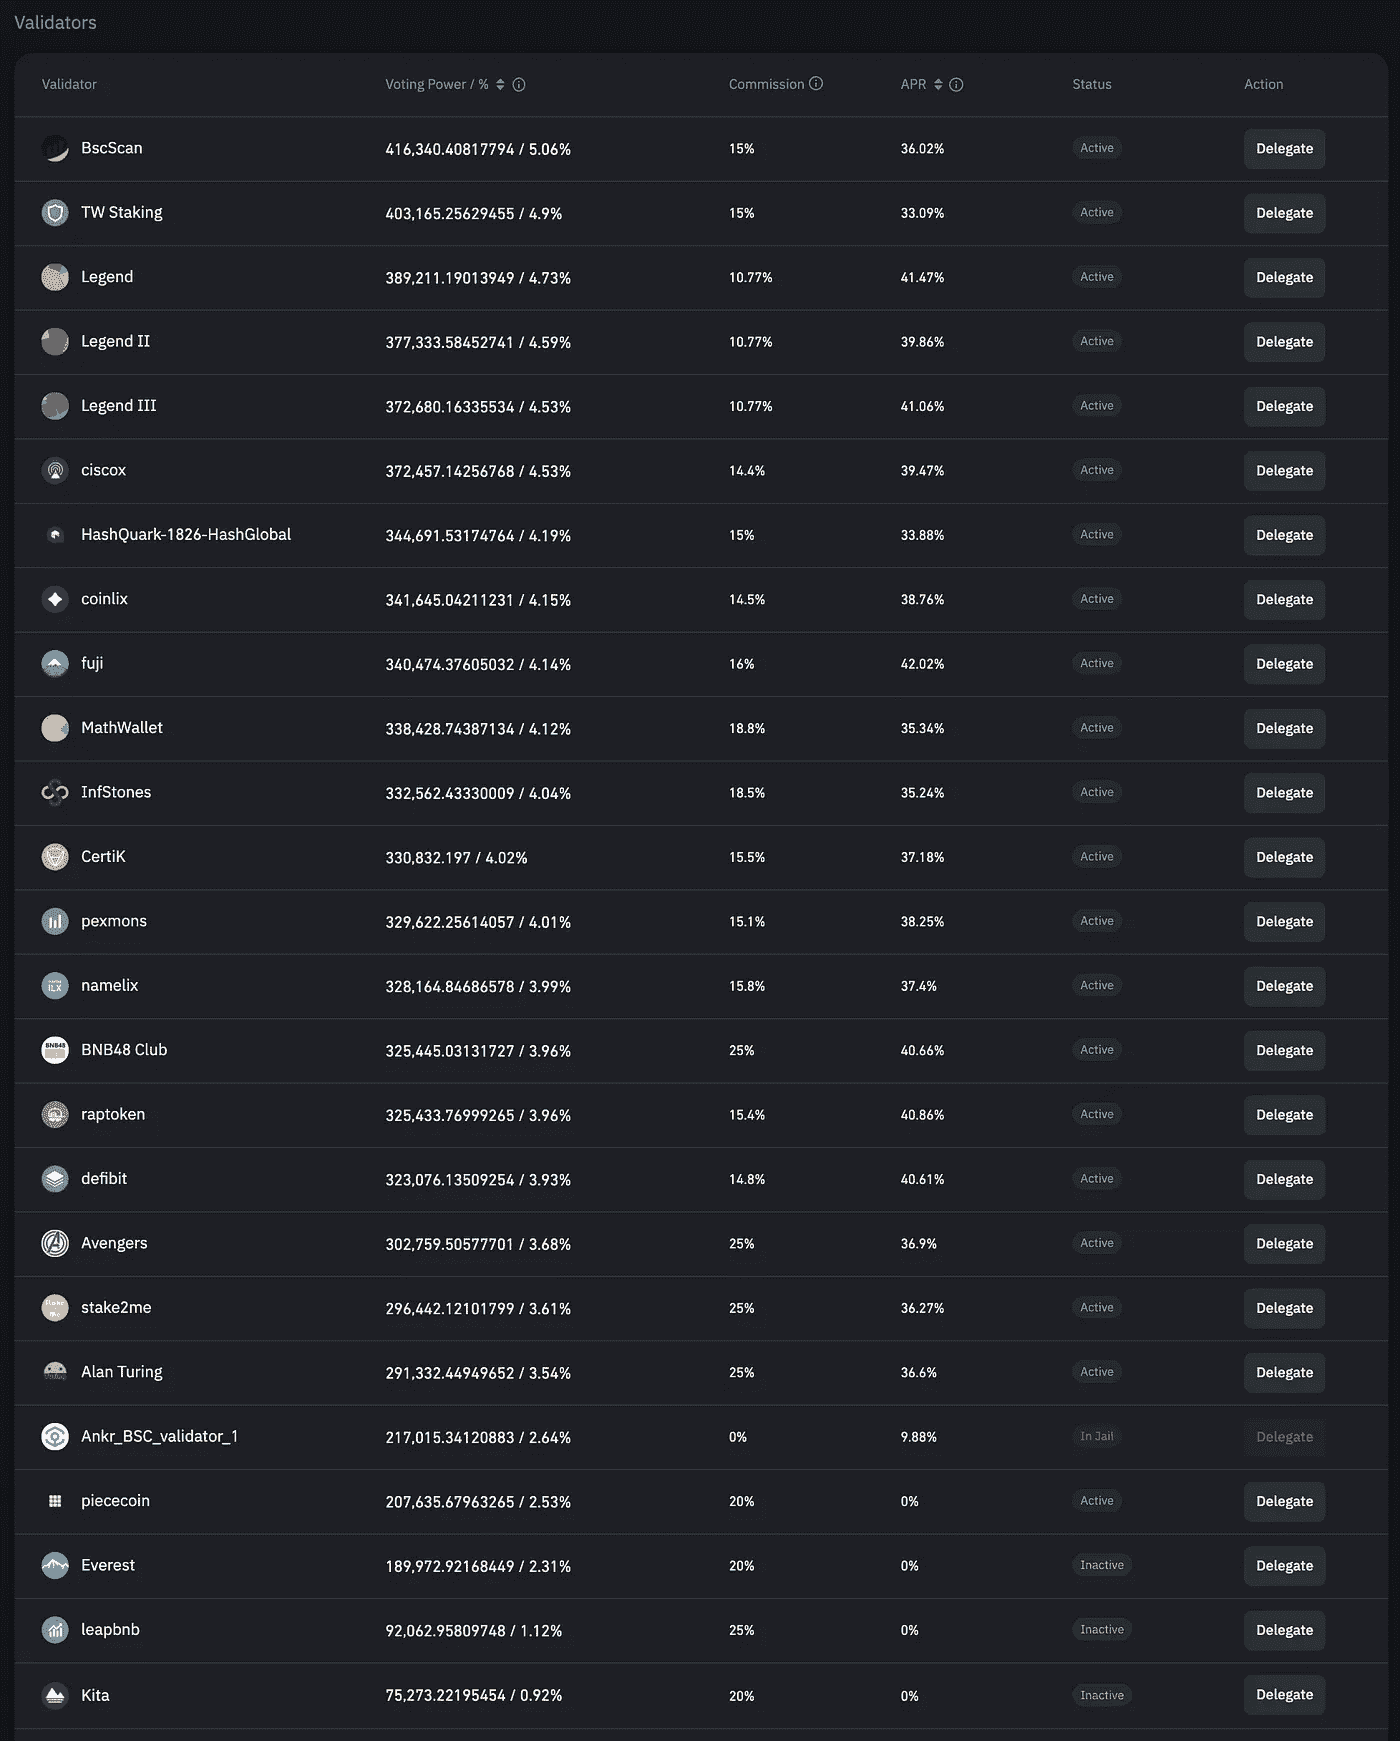 Validators
Validator Voting Power / % Commission APR Status Action
BscScan 416,340.40817794 / 5.06% 15% 36.02% Active Delegate
TW Staking 403,165.25629455 / 4.9% 15% 33.09% Active Delegate
Legend 389,211.19013949 / 4.73% 10.77% 41.47% Active Delegate
Legend II 377,333.58452741 / 4.59% 10.77% 39.86% Active Delegate
Legend III 372,680.16335534 / 4.53% 10.77% 41.06% Active Delegate
ciscox 372,457.14256768 / 4.53% 14.4% 39.47% Active Delegate
HashQuark-1826-HashGlobal 344,691.53174764 / 4.19% 15% 33.88% Active Delegate
coinlix 341,645.04211231 / 4.15% 14.5% 38.76% Active Delegate
fuji 340,474.37605032 / 4.14% 16% 42.02% Active Delegate
MathWallet 338,428.74387134 / 4.12% 18.8% 35.34% Active Delegate
InfStones 332,562.43330009 / 4.04% 18.5% 35.24% Active Delegate
CertiK 330,832.197 / 4.02% 15.5% 37.18% Active Delegate
pexmons 329,622.25614057 / 4.01% 15.1% 38.25% Active Delegate
namelix 328,164.84686578 / 3.99% 15.8% 37.4% Active Delegate
BNB48 BNB48 Club 325,445.03131727 / 3.96% 25% 40.66% Active Delegate
raptoken 325,433.76999265 / 3.96% 15.4% 40.86% Active Delegate
defibit 323,076.13509254 / 3.93% 14.8% 40.61% Active Delegate
Avengers 302,759.50577701 / 3.68% 25% 36.9% Active Delegate
stake2me 296,442.12101799 / 3.61% 25% 36.27% Active Delegate
Alan Turing 291,332.44949652 / 3.54% 25% 36.6% Active Delegate
Ankr_BSC_validator_1 217,015.34120883 / 2.64% 0% 9.88% In Jail Delegate
piececoin 207,635.67963265 / 2.53% 20% 0% Active Delegate
Everest 189,972.92168449 / 2.31% 20% 0% Inactive Delegate
leapbnb 92,062.95809748 / 1.12% 25% 0% Inactive Delegate
Kita 75,273.22195454 / 0.92% 20% 0% Inactive Delegate